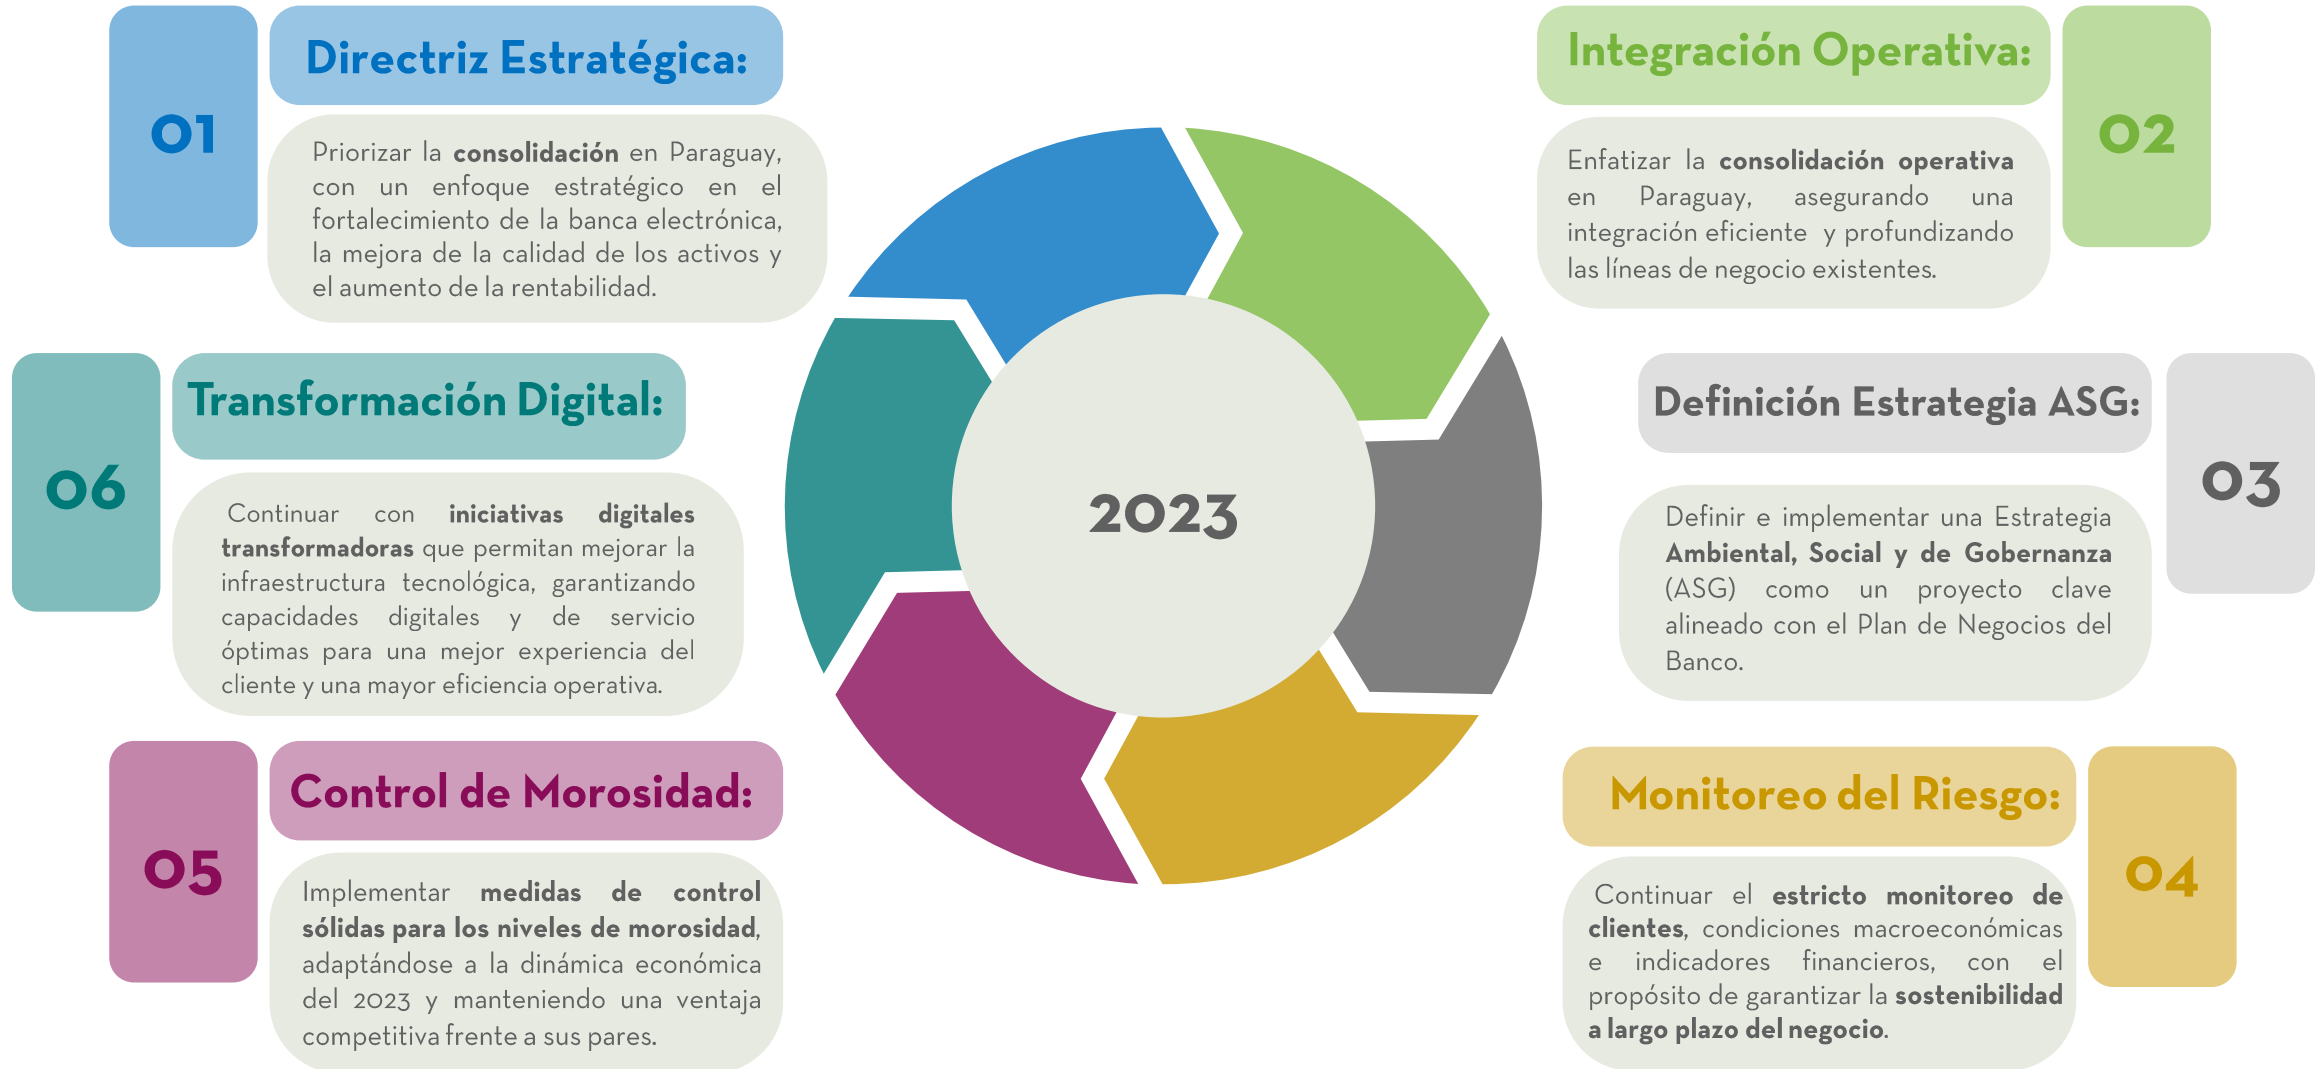 01
Directriz Estratégica:
Priorizar la consolidación en Paraguay,
con un enfoque estratégico en el
fortalecimiento de la banca electrónica,
la mejora de la calidad de los activos y
el aumento de la rentabilidad.
Integración Operativa:
02
Enfatizar la consolidación operativa
en Paraguay, asegurando una
integración eficiente y profundizando
las líneas de negocio existentes.
Definición Estrategia ASG:
03
Definir e implementar una Estrategia
Ambiental, Social y de Gobernanza
(ASG) como un proyecto clave
alineado con el Plan de Negocios del
Banco.
Monitoreo del Riesgo:
04
Continuar el estricto monitoreo de
clientes, condiciones macroeconómicas
e indicadores financieros, con el
propósito de garantizar la sostenibilidad
a largo plazo del negocio.
05
Control de Morosidad:
Implementar medidas de control
sólidas para los niveles de morosidad,
adaptándose a la dinámica económica
del 2023 y manteniendo una ventaja
competitiva frente a sus pares.
06
Transformación Digital:
Continuar con iniciativas digitales
transformadoras que permitan mejorar la
infraestructura tecnológica, garantizando
capacidades digitales y de servicio
óptimas para una mejor experiencia del
cliente y una mayor eficiencia operativa.
2023